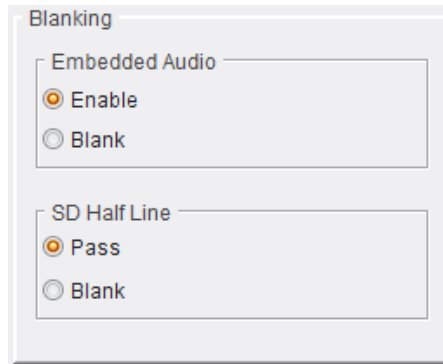 Blanking
Embedded Audio
Enable
Blank
SD Half Line
Pass
Blank